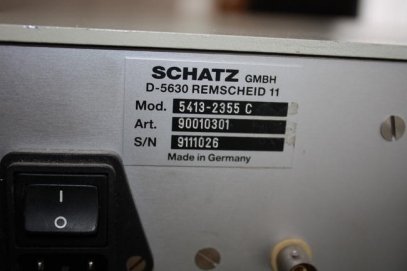 SCHATZ GMBH
D-5630 REMSCHEID 11
Mod. 5413-2355 C
Art. 90010301
S/N 9111026
Made in Germany
I
O